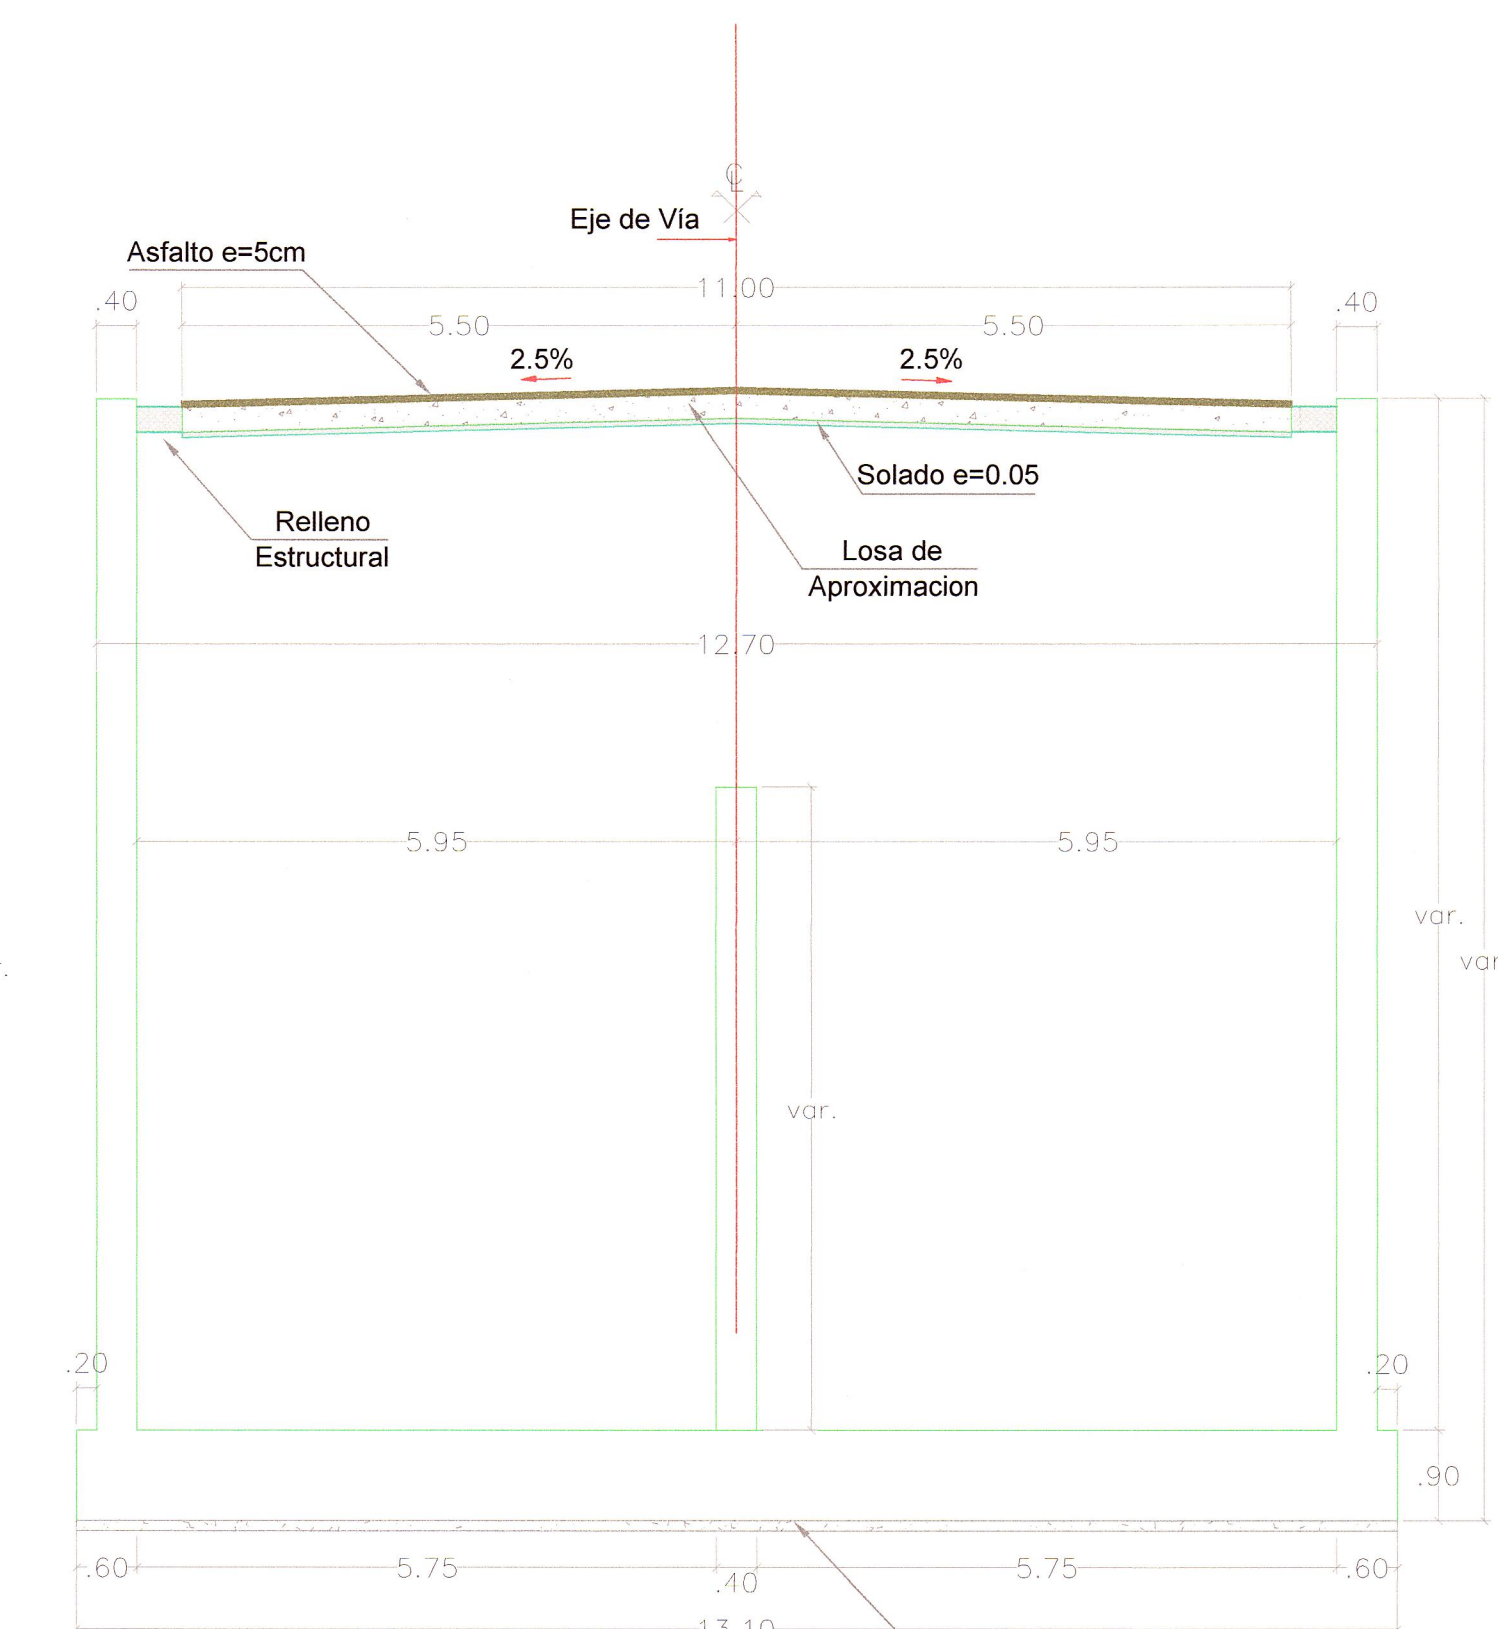 ℄
Eje de Vía
Asfalto e=5cm
11.00
.40
.40
5.50
5.50
2.5%
2.5%
Solado e=0.05
Relleno
Estructural
Losa de
Aproximacion
12.70
5.95
5.95
var.
var.
.20
.20
.90
.60
5.75
.40
5.75
.60
13.10